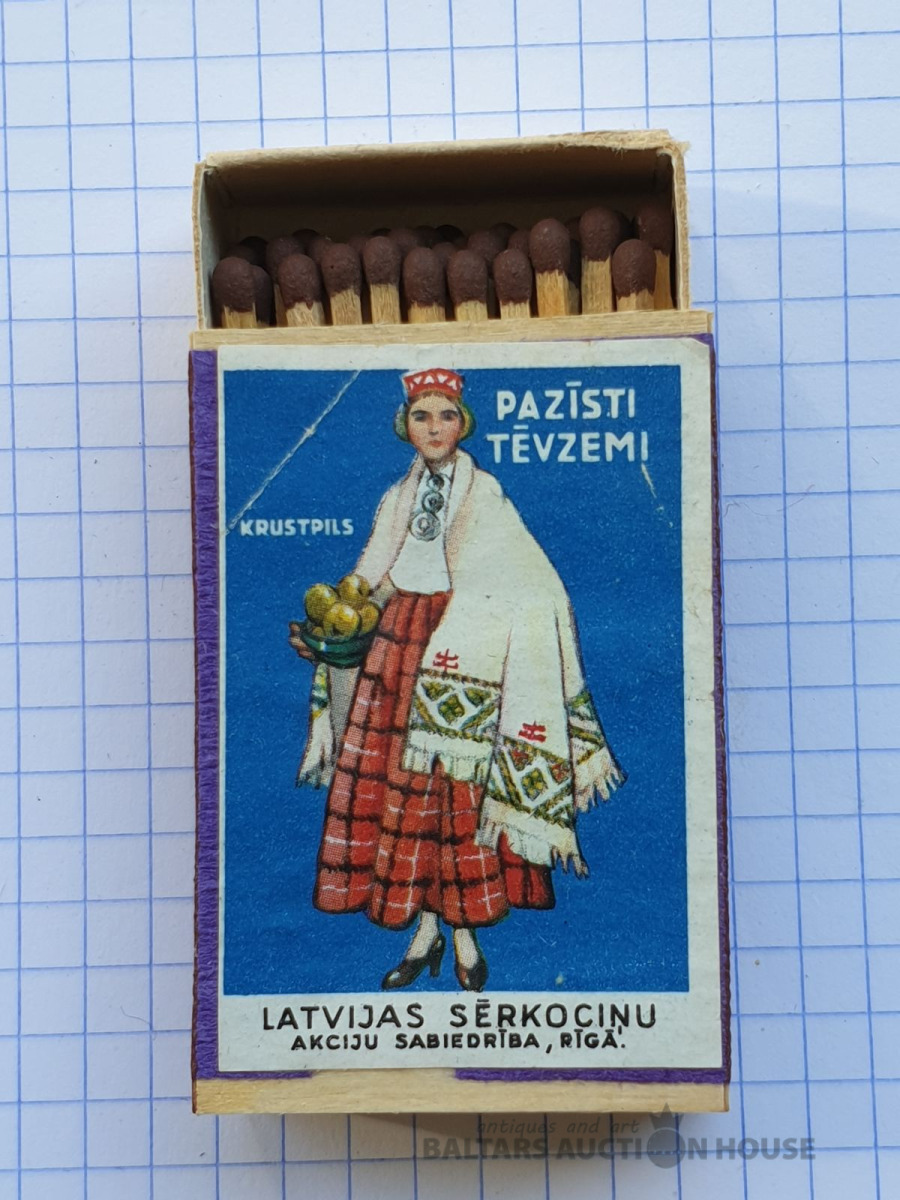 PAZĪSTI
TĒVZEMI
KRUSTPILS
LATVIJAS SĒRKOCIŅU
AKCIJU SABIEDRĪBA, RĪGĀ.
antiques and art
BALTARS AUCTION HOUSE